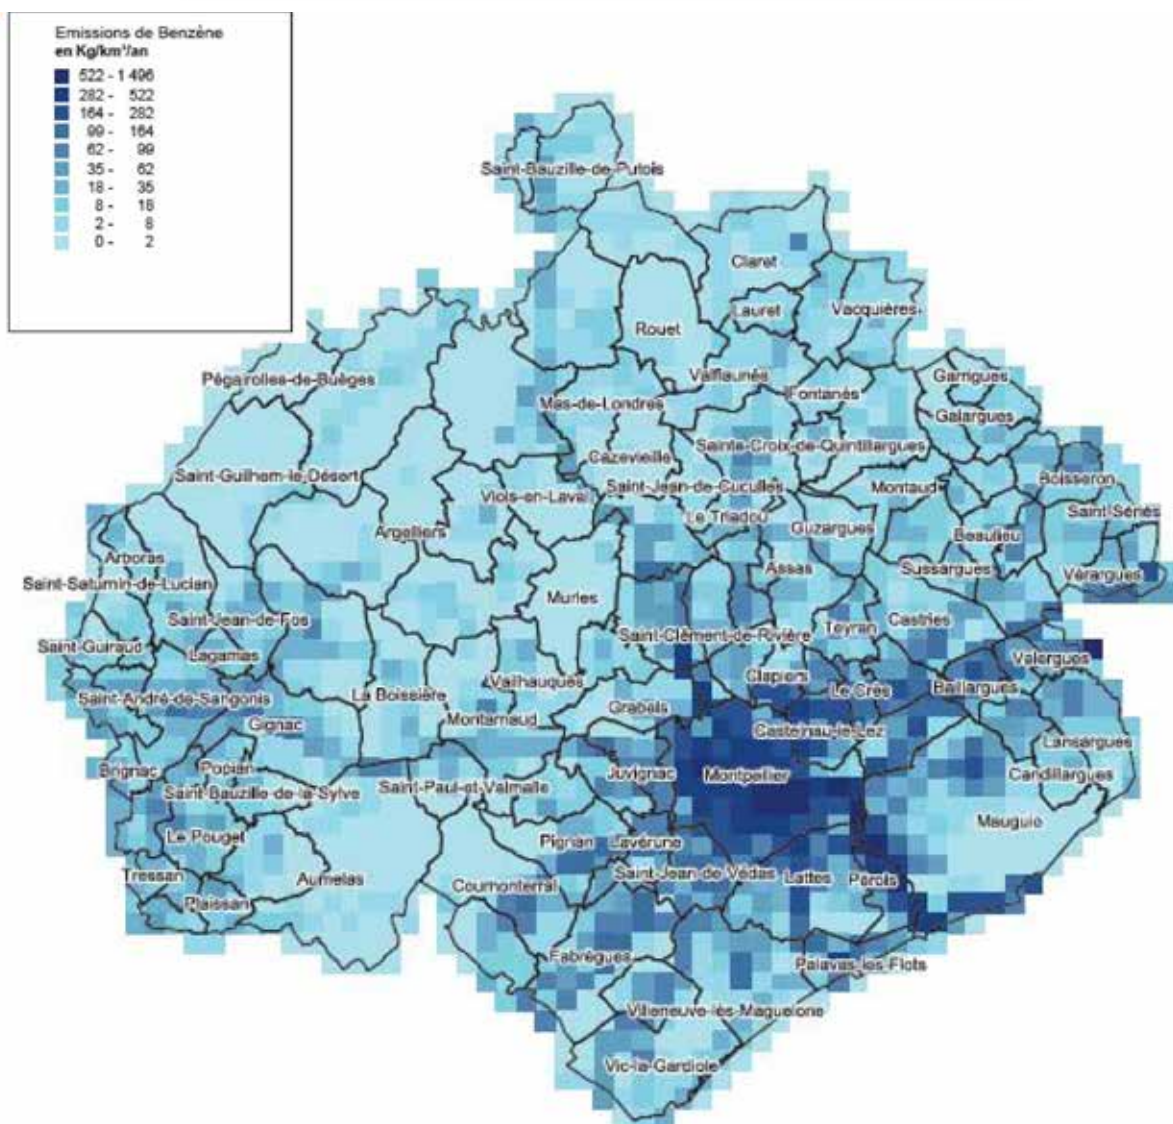 Emissions de Benzène
en Kg/km²/an
522 - 1 496
282 - 522
164 - 282
99 - 164
62 - 99
35 - 62
18 - 35
8 - 18
2 - 8
0 - 2
Saint-Bauzille-de-Putois
Claret
Lauret
Vacquières
Rouet
Pégairolles-de-Buèges
Valflaunès
Garrigues
Fontanès
Mas-de-Londres
Galargues
Sainte-Croix-de-Quintillargues
Cazevieille
Saint-Guilhem-le-Désert
Boisseron
Saint-Jean-de-Cuculles
Montaud
Viols-en-Laval
Saint-Sériès
Le Triadou
Argelliers
Guzargues
Beaulieu
Arboras
Assas
Sussargues
Vérargues
Saint-Saturnin-de-Lucian
Murles
Saint-Jean-de-Fos
Castries
Teyran
Saint-Clément-de-Rivière
Saint-Guiraud
Lagamas
Valergues
Clapiers
Vailhauquès
Le Crès
Baillargues
Saint-André-de-Sangonis
La Boissière
Grabels
Montarnaud
Gignac
Castelnau-le-Lez
Lansargues
Brignac
Popian
Juvignac
Montpellier
Candillargues
Saint-Paul-et-Valmalle
Saint-Bauzille-de-la-Sylve
Mauguio
Le Pouget
Pignan
Lavérune
Tressan
Saint-Jean-de-Védas
Lattes
Pérols
Aumelas
Cournonterral
Plaissan
Fabrègues
Palavas-les-Flots
Villeneuve-lès-Maguelone
Vic-la-Gardiole